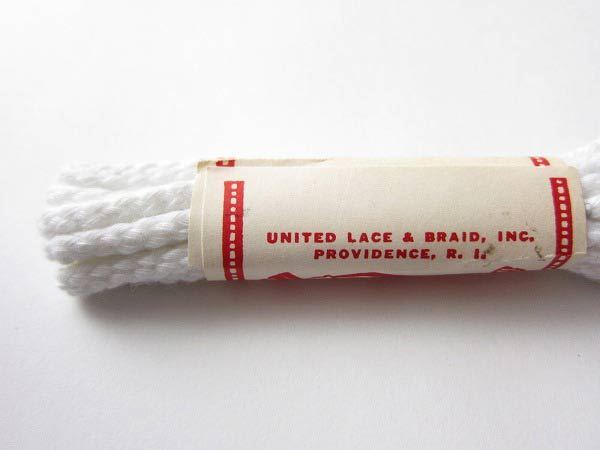 UNITED LACE & BRAID, INC.
PROVIDENCE, R. I.